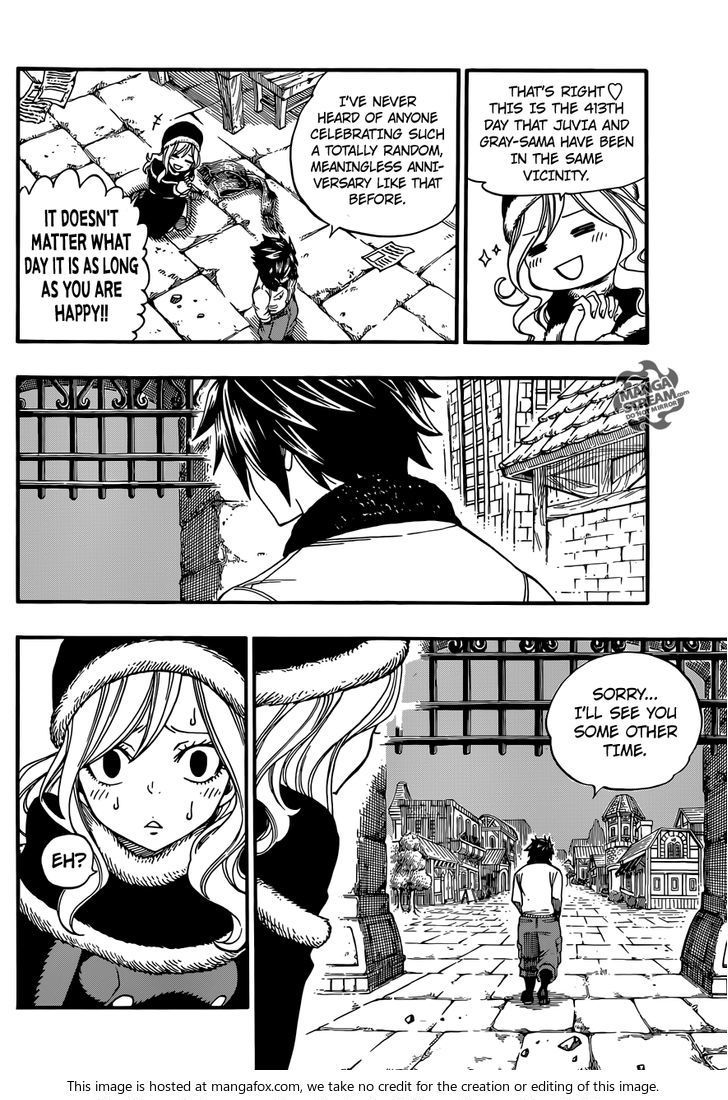 THAT'S RIGHT♡
THIS IS THE 413TH
DAY THAT JUVIA AND
GRAY-SAMA HAVE BEEN
IN THE SAME
VICINITY.
I'VE NEVER
HEARD OF ANYONE
CELEBRATING SUCH
A TOTALLY RANDOM,
MEANINGLESS ANNI-
VERSARY LIKE THAT
BEFORE.
IT DOESN'T
MATTER WHAT
DAY IT IS AS LONG
AS YOU ARE
HAPPY!!
MANGA
STREAM.com
DO NOT MIRROR
SORRY...
I'LL SEE YOU
SOME OTHER
TIME.
EH?
This image is hosted at mangafox.com, we take no credit for the creation or editing of this image.